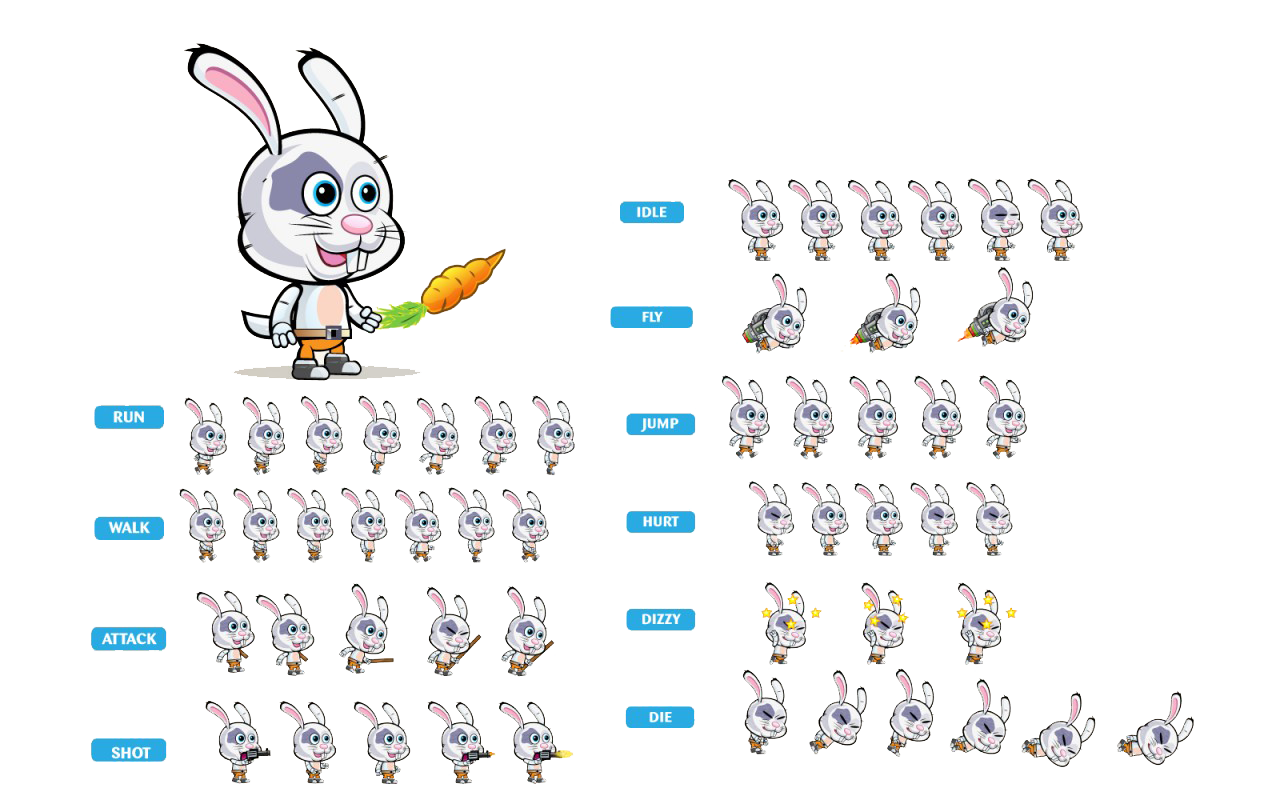 RUN
WALK
ATTACK
SHOT
IDLE
FLY
JUMP
HURT
DIZZY
DIE